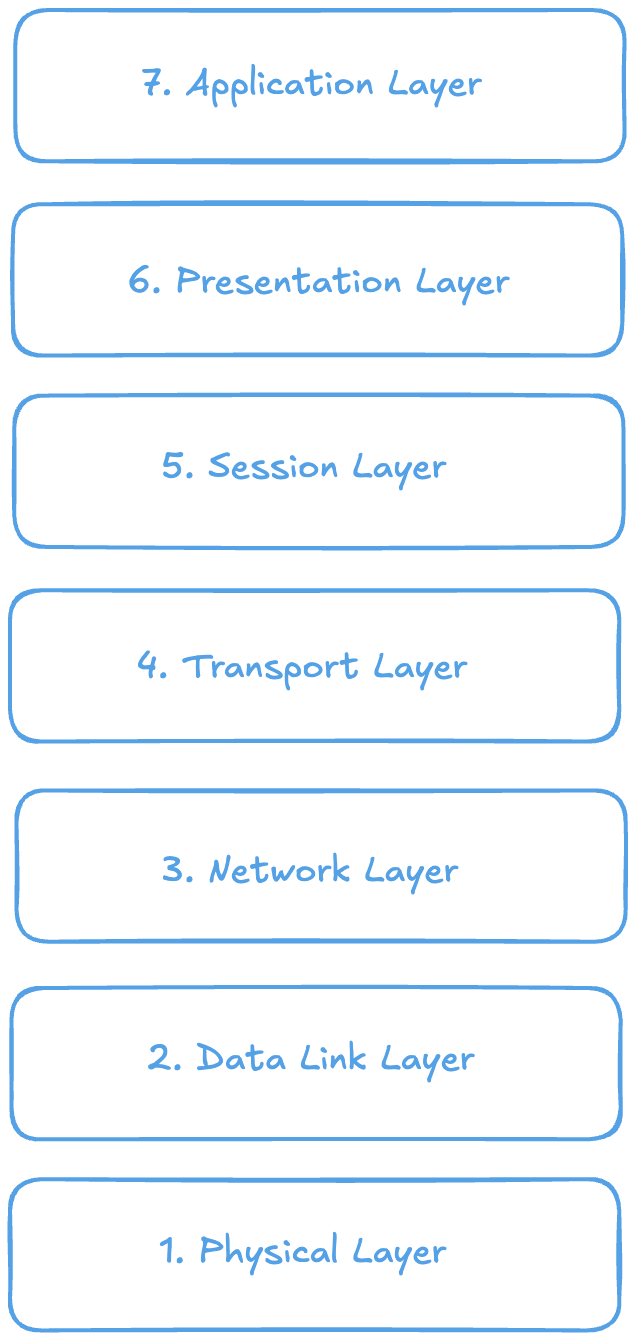 7. Application Layer
6. Presentation Layer
5. Session Layer
4. Transport Layer
3. Network Layer
2. Data Link Layer
1. Physical Layer